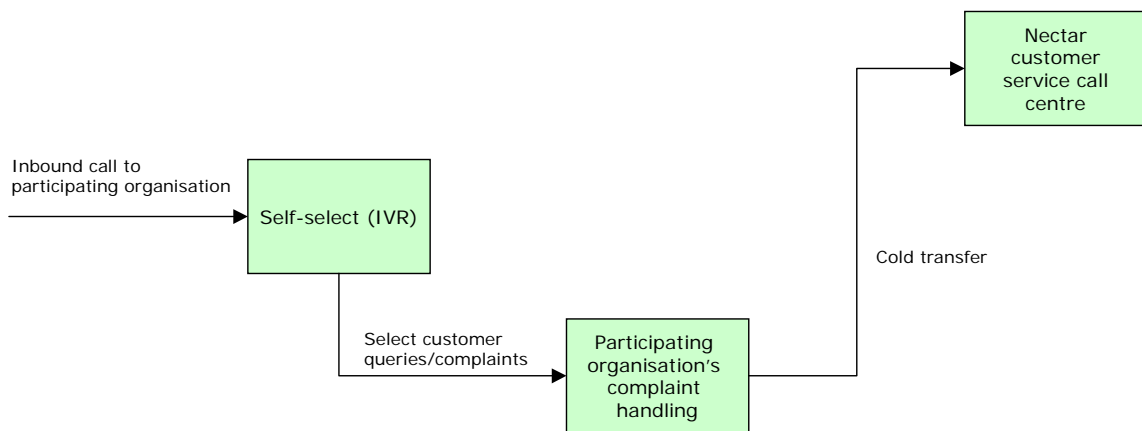 Nectar
customer
service call
centre
Inbound call to
participating organisation
Self-select (IVR)
Cold transfer
Select customer
queries/complaints
Participating
organisation's
complaint
handling